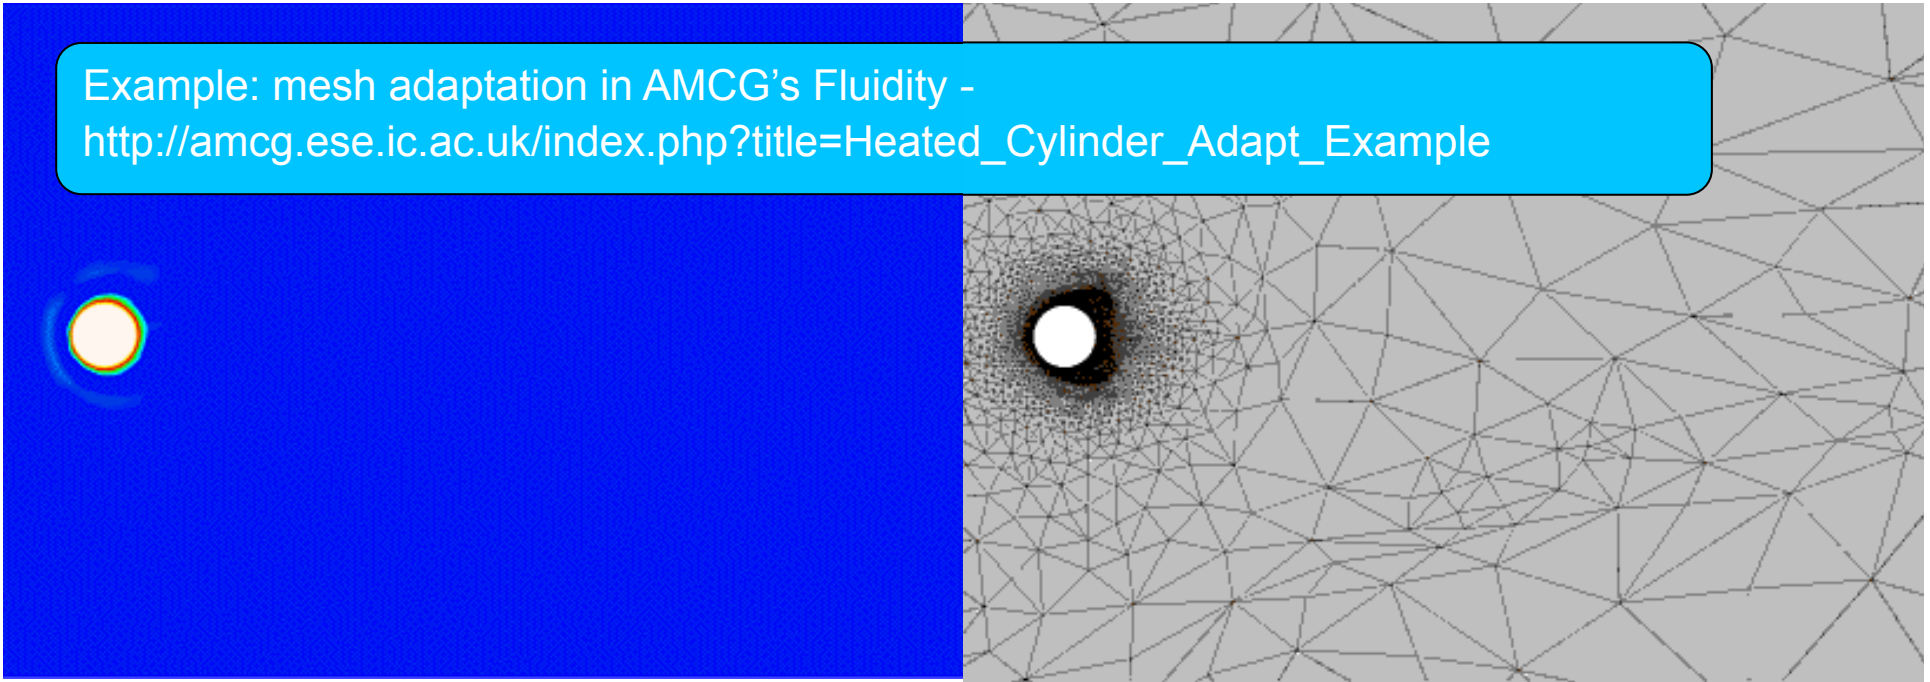 Example: mesh adaptation in AMCG’s Fluidity -
http://amcg.ese.ic.ac.uk/index.php?title=Heated_Cylinder_Adapt_Example